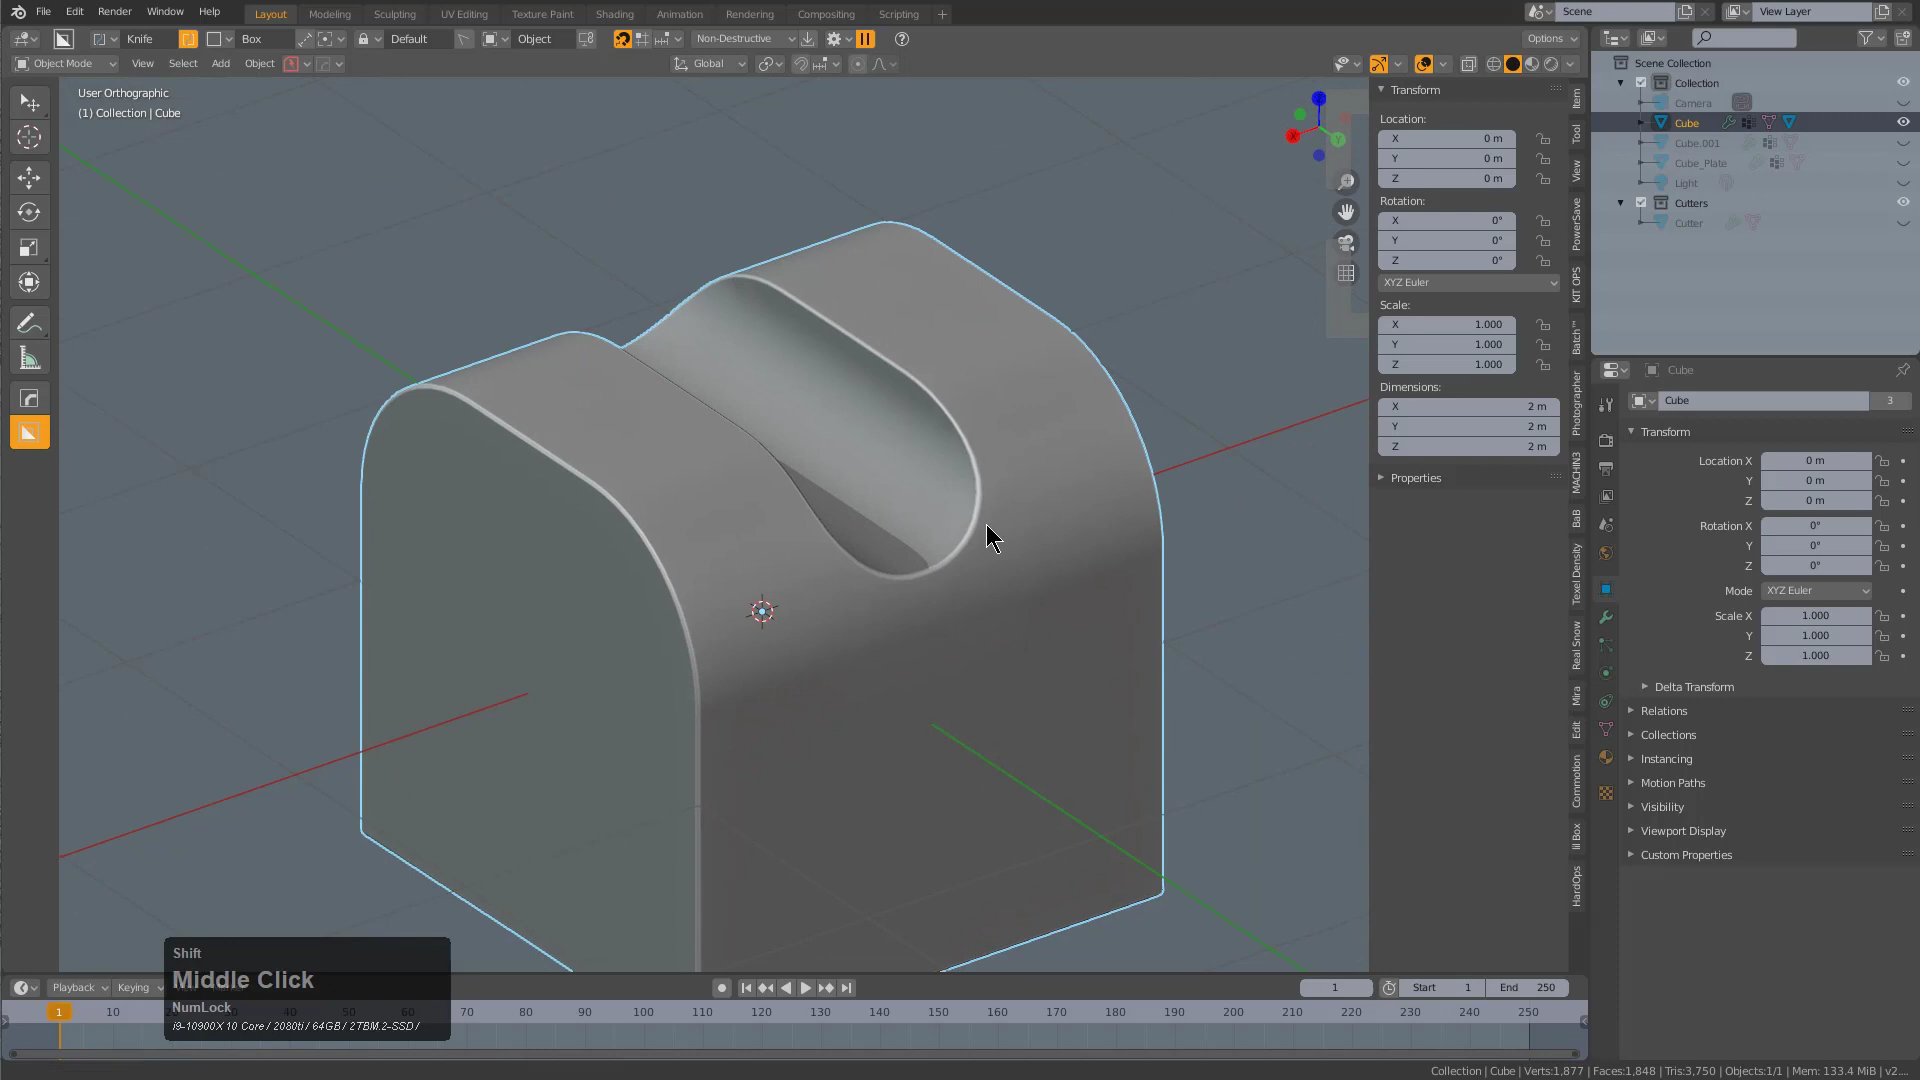 File Edit Render Window Help Layout Modeling Sculpting UV Editing Texture Paint Shading Animation Rendering Compositing Scripting Scene View Layer
Knife Box Default Object Non-Destructive Options
Object Mode View Select Add Object Global
User Orthographic
(1) Collection | Cube
Transform
Location:
X 0 m
Y 0 m
Z 0 m
Rotation:
X 0°
Y 0°
Z 0°
XYZ Euler
Scale:
X 1.000
Y 1.000
Z 1.000
Dimensions:
X 2 m
Y 2 m
Z 2 m
Properties
Item
Tool
View
PowerSave
KIT OPS
Batch™
Photographer
MACHIN3
BaB
Texel Density
Real Snow
Mira
Edit
Commotion
lil Box
HardOps
Scene Collection
Collection
Camera
Cube
Cube.001
Cube_Plate
Light
Cutters
Cutter
Cube
Cube 3
Transform
Location X 0 m
Y 0 m
Z 0 m
Rotation X 0°
Y 0°
Z 0°
Mode XYZ Euler
Scale X 1.000
Y 1.000
Z 1.000
Delta Transform
Relations
Collections
Instancing
Motion Paths
Visibility
Viewport Display
Custom Properties
Shift
Middle Click
NumLock
i9-10900X 10 Core / 2080ti / 64GB / 2TBM.2-SSD /
Playback Keying 1 Start 1 End 250
1 10 70 80 90 100 110 120 130 140 150 160 170 180 190 200 210 220 230 240 250
Collection | Cube | Verts:1,877 | Faces:1,848 | Tris:3,750 | Objects:1/1 | Mem: 133.4 MiB | v2....